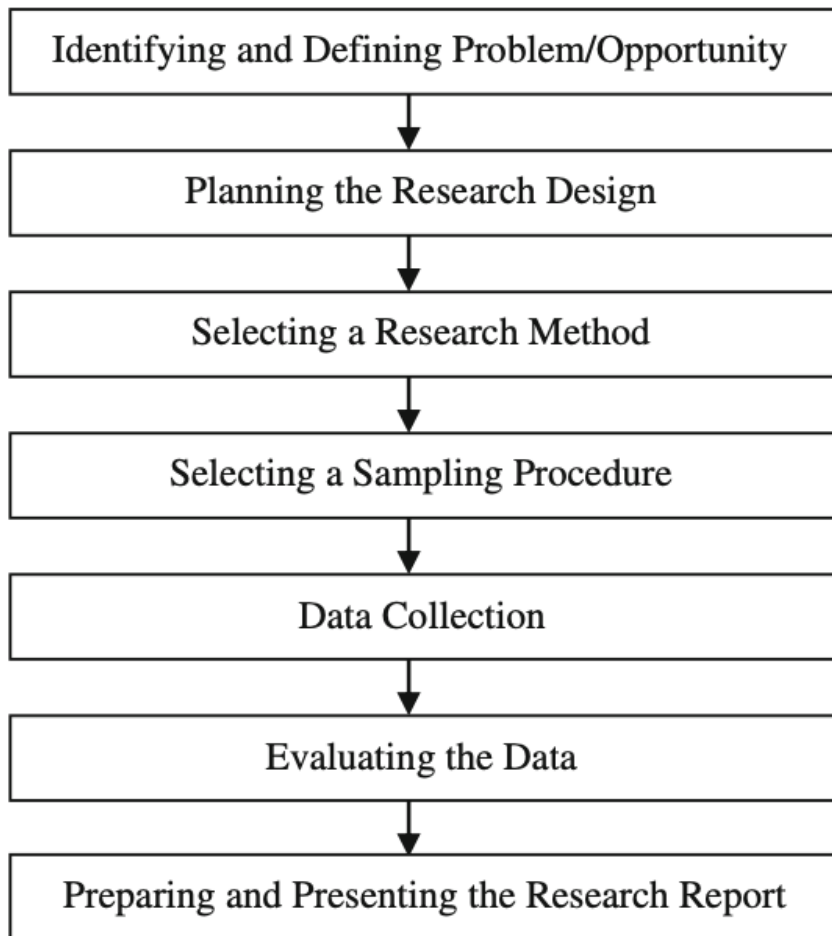 Identifying and Defining Problem/Opportunity
Planning the Research Design
Selecting a Research Method
Selecting a Sampling Procedure
Data Collection
Evaluating the Data
Preparing and Presenting the Research Report